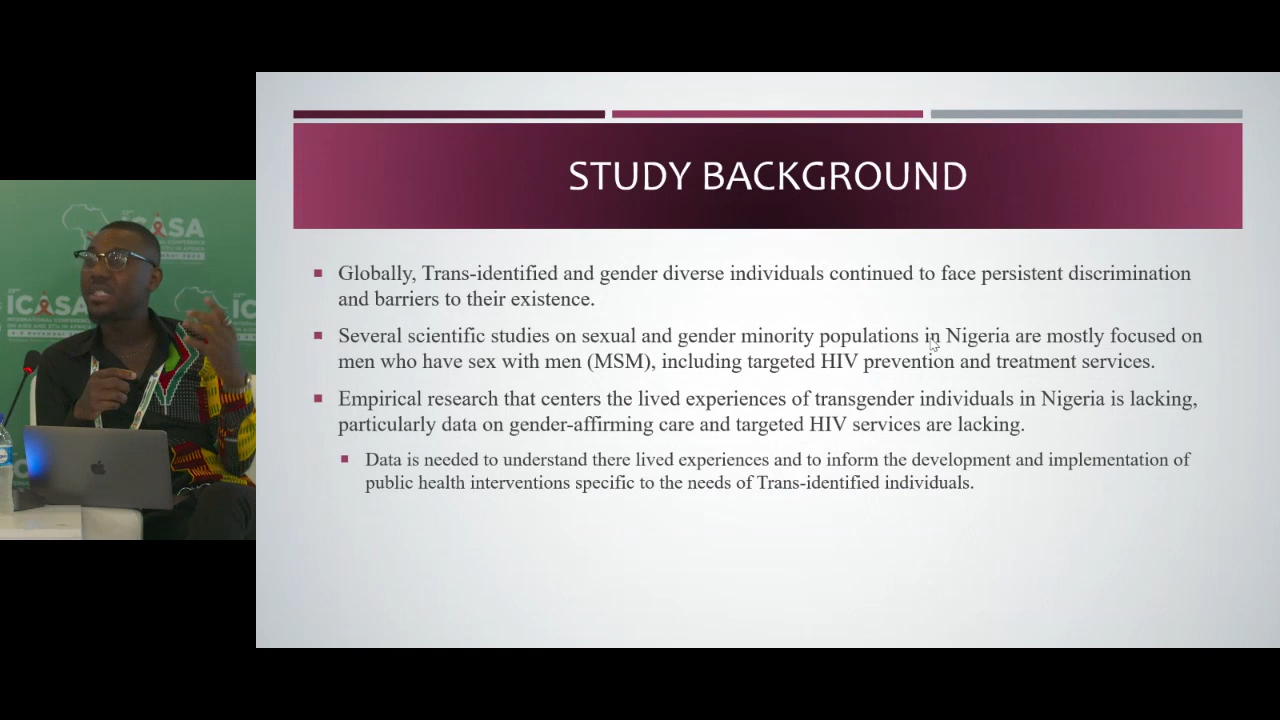 STUDY BACKGROUND
Globally, Trans-identified and gender diverse individuals continued to face persistent discrimination
and barriers to their existence.
Several scientific studies on sexual and gender minority populations in Nigeria are mostly focused on
men who have sex with men (MSM), including targeted HIV prevention and treatment services.
Empirical research that centers the lived experiences of transgender individuals in Nigeria is lacking,
particularly data on gender-affirming care and targeted HIV services are lacking.
Data is needed to understand there lived experiences and to inform the development and implementation of
public health interventions specific to the needs of Trans-identified individuals.
ICASA
ICASA
INTERNATIONAL CONFERENCE